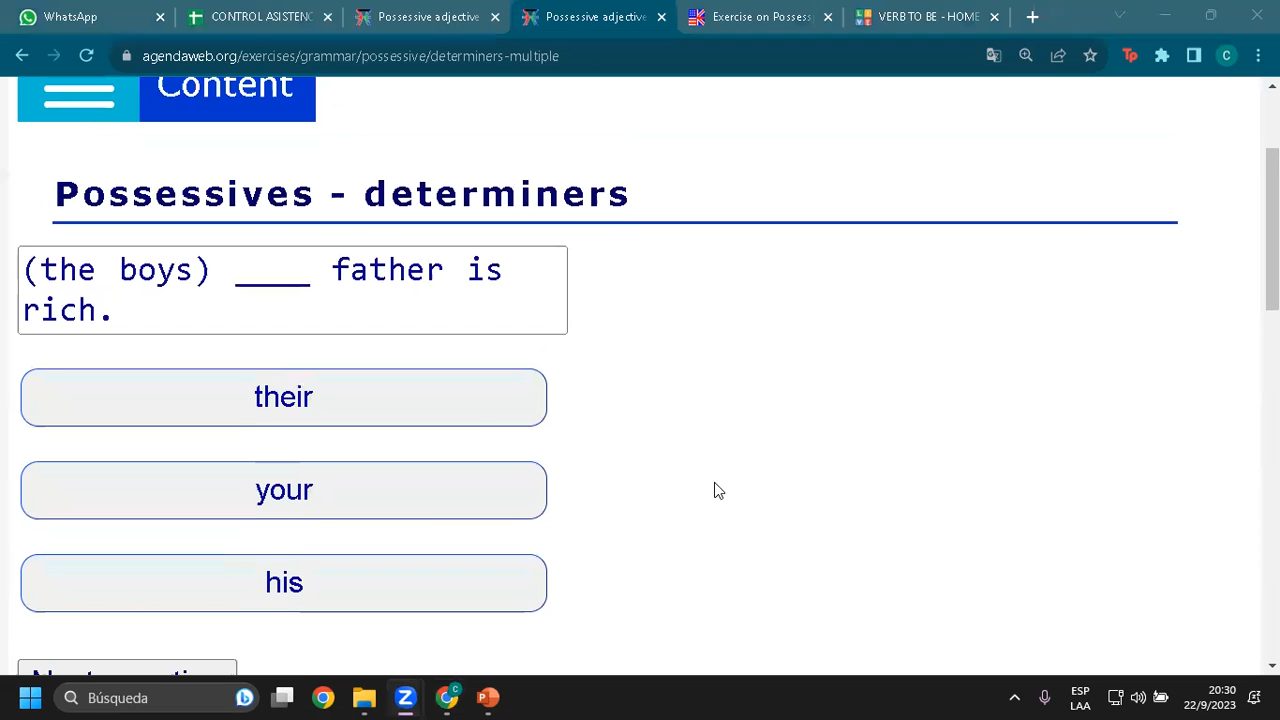 WhatsApp
CONTROL ASISTENC
Possessive adjective
Possessive adjective
Exercise on Possess
VERB TO BE - HOME
agendaweb.org/exercises/grammar/possessive/determiners-multiple
C
Content
Possessives - determiners
(the boys) ____ father is
rich.
their
your
his
Búsqueda
ESP
LAA
20:30
22/9/2023